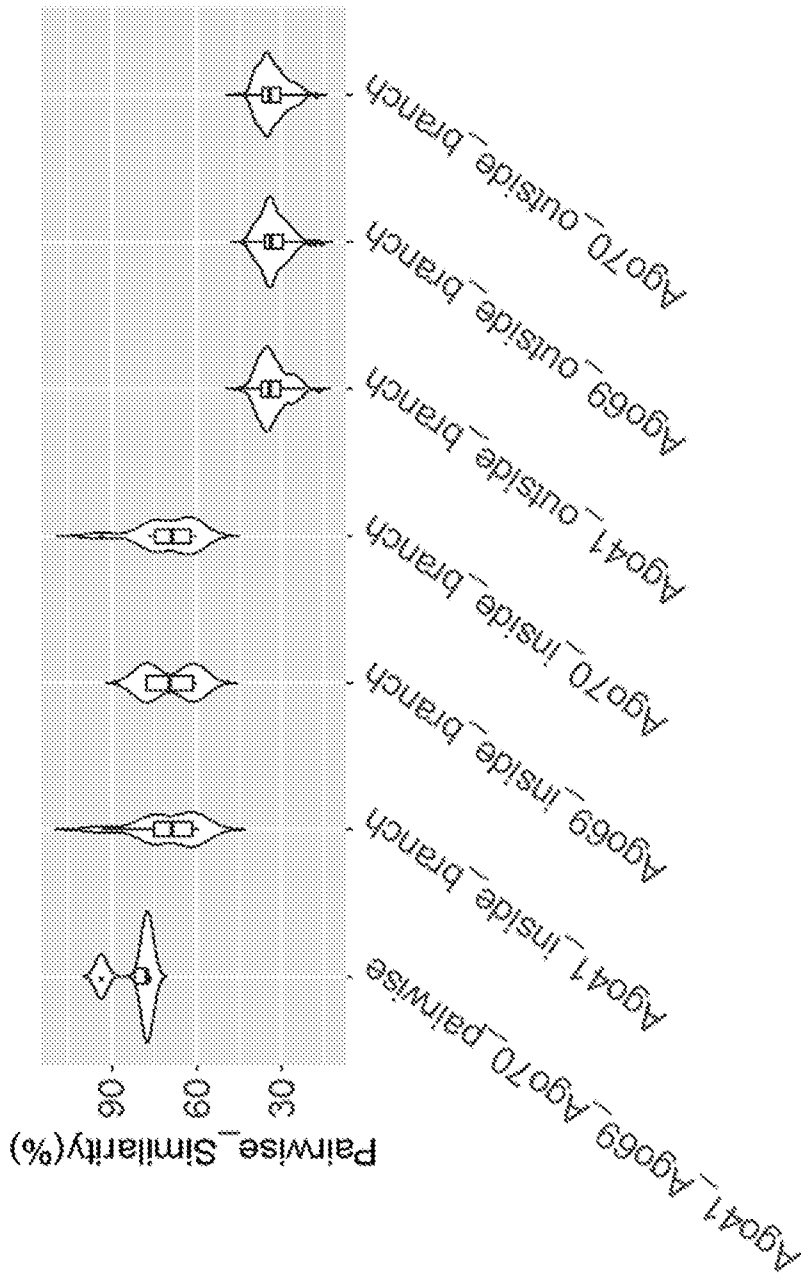 Pairwise_Similarity(%)
90
60
30
Ago41_Ago69_Ago70_pairwise
Ago41_inside_branch
Ago69_inside_branch
Ago70_inside_branch
Ago41_outside_branch
Ago69_outside_branch
Ago70_outside_branch